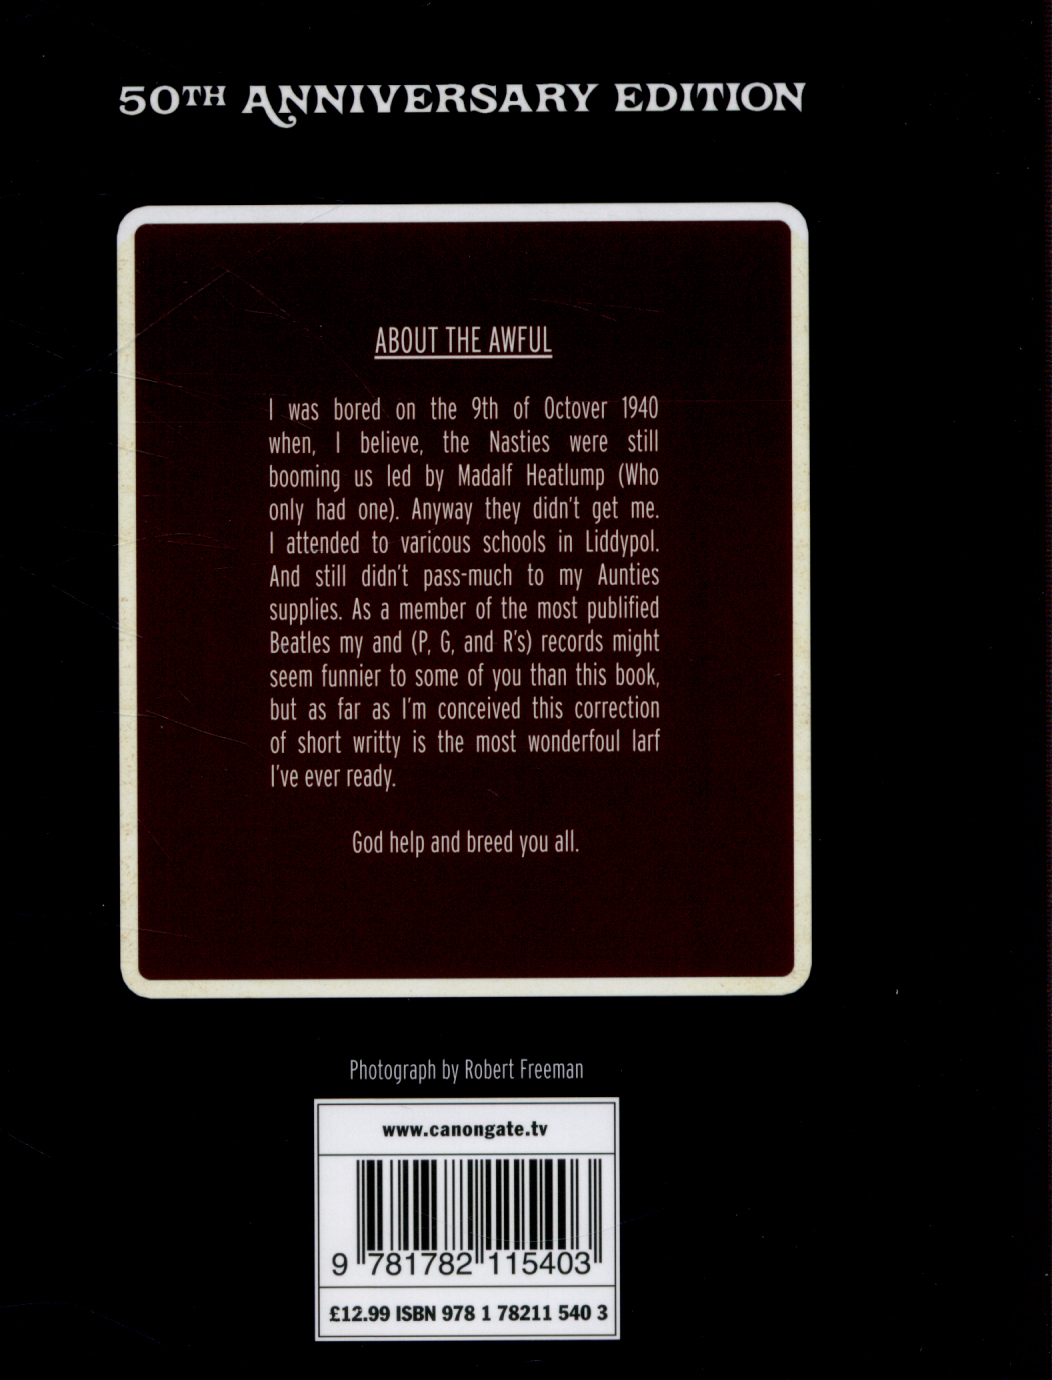 50TH ANNIVERSARY EDITION
ABOUT THE AWFUL
I was bored on the 9th of Octover 1940
when, I believe, the Nasties were still
booming us led by Madalf Heatlump (Who
only had one). Anyway they didn't get me.
I attended to varicous schools in Liddypol.
And still didn't pass-much to my Aunties
supplies. As a member of the most publified
Beatles my and (P, G, and R's) records might
seem funnier to some of you than this book,
but as far as I'm conceived this correction
of short writty is the most wonderfoul larf
I've ever ready.
God help and breed you all.
Photograph by Robert Freeman
www.canongate.tv
9 781782 115403
£12.99 ISBN 978 1 78211 540 3